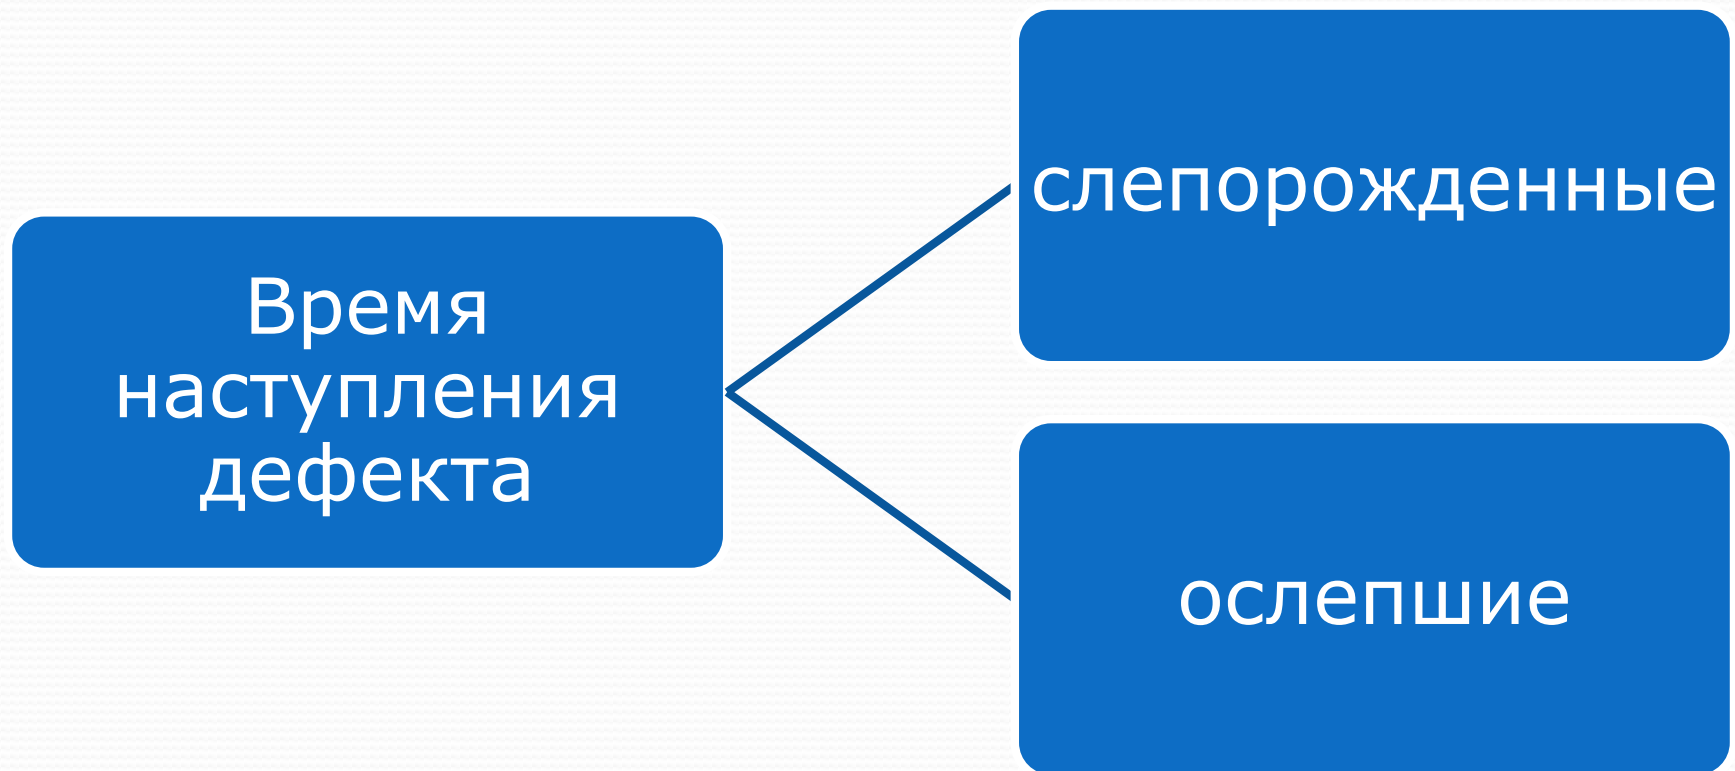 Время
наступления
дефекта
слепорожденные
ослепшие